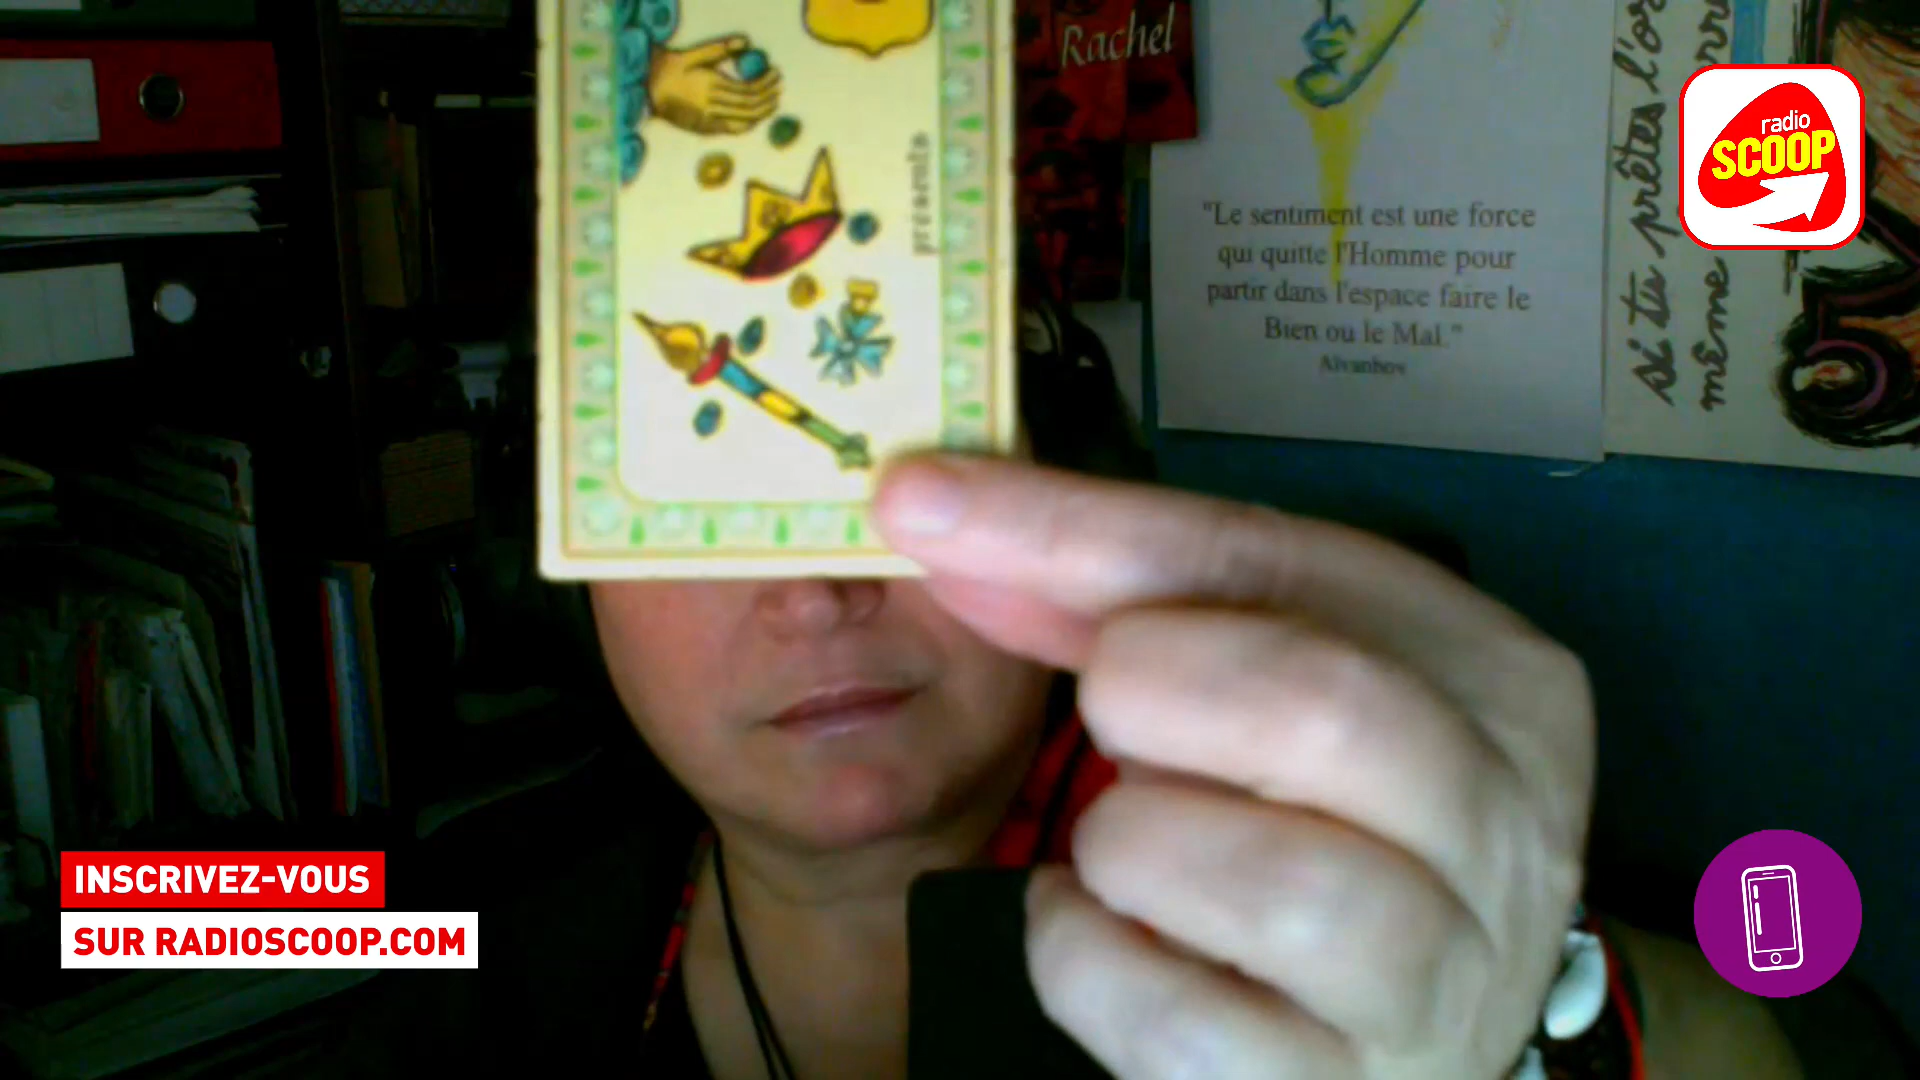 Rachel
radio
SCOOP
"Le sentiment est une force
qui quitte l'Homme pour
partir dans l'espace faire le
Bien ou le Mal."
Aïvanhov
si tu prêtes l'or
même
présents
INSCRIVEZ-VOUS
SUR RADIOSCOOP.COM